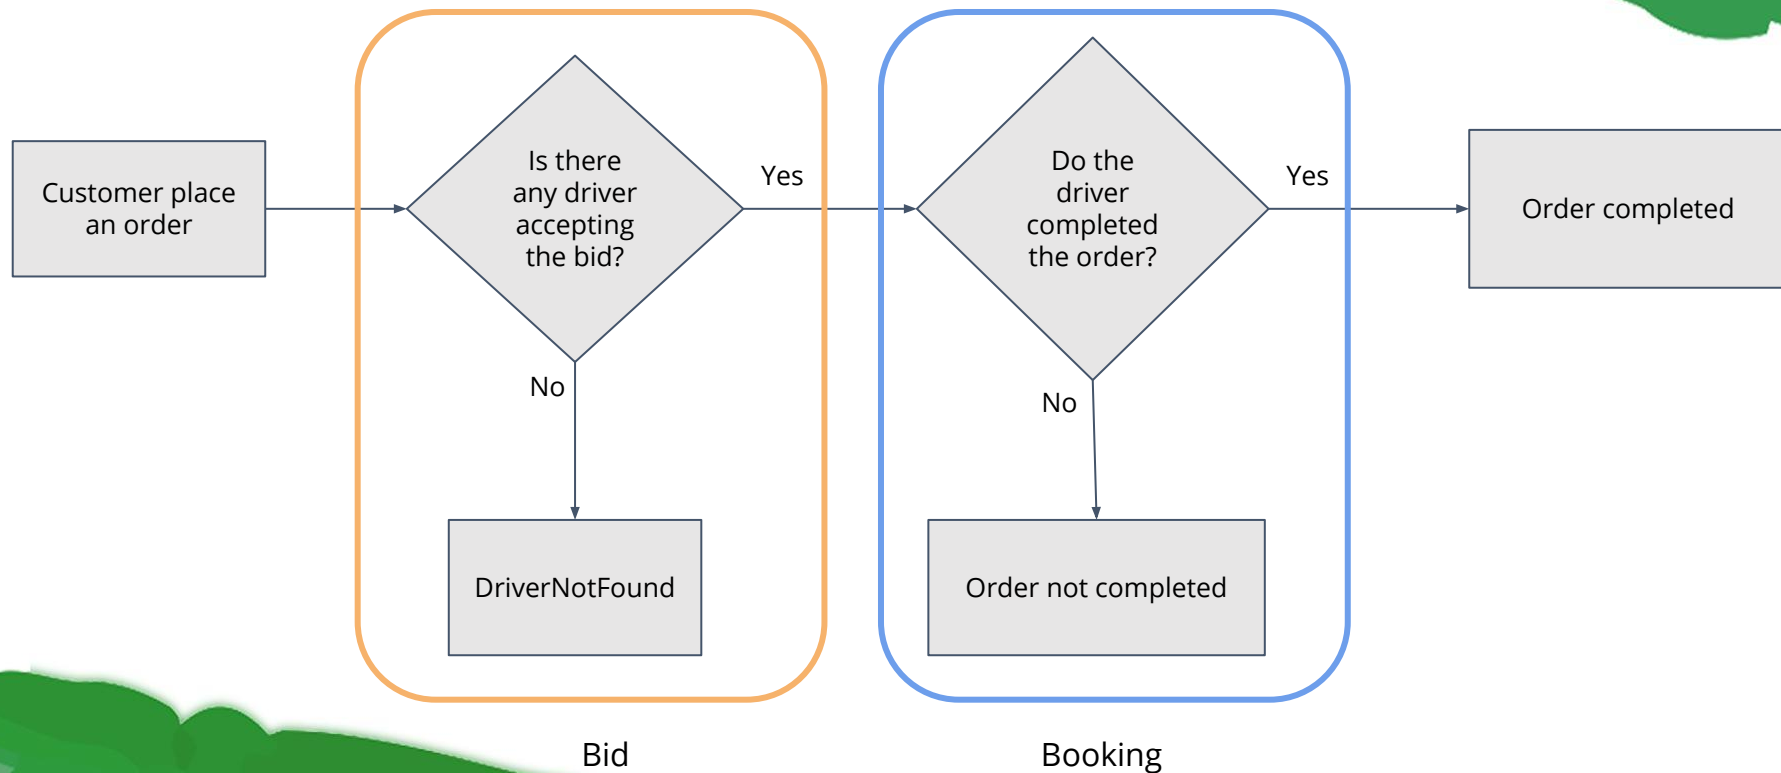 Customer place
an order
Is there
any driver
accepting
the bid?
Yes
No
DriverNotFound
Do the
driver
completed
the order?
Yes
No
Order not completed
Order completed
Bid
Booking